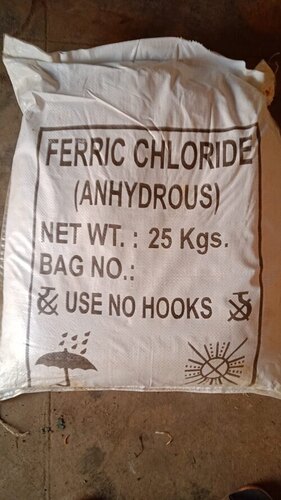 FERRIC CHLORIDE
(ANHYDROUS)
NET WT. : 25 Kgs.
BAG NO.:
USE NO HOOKS